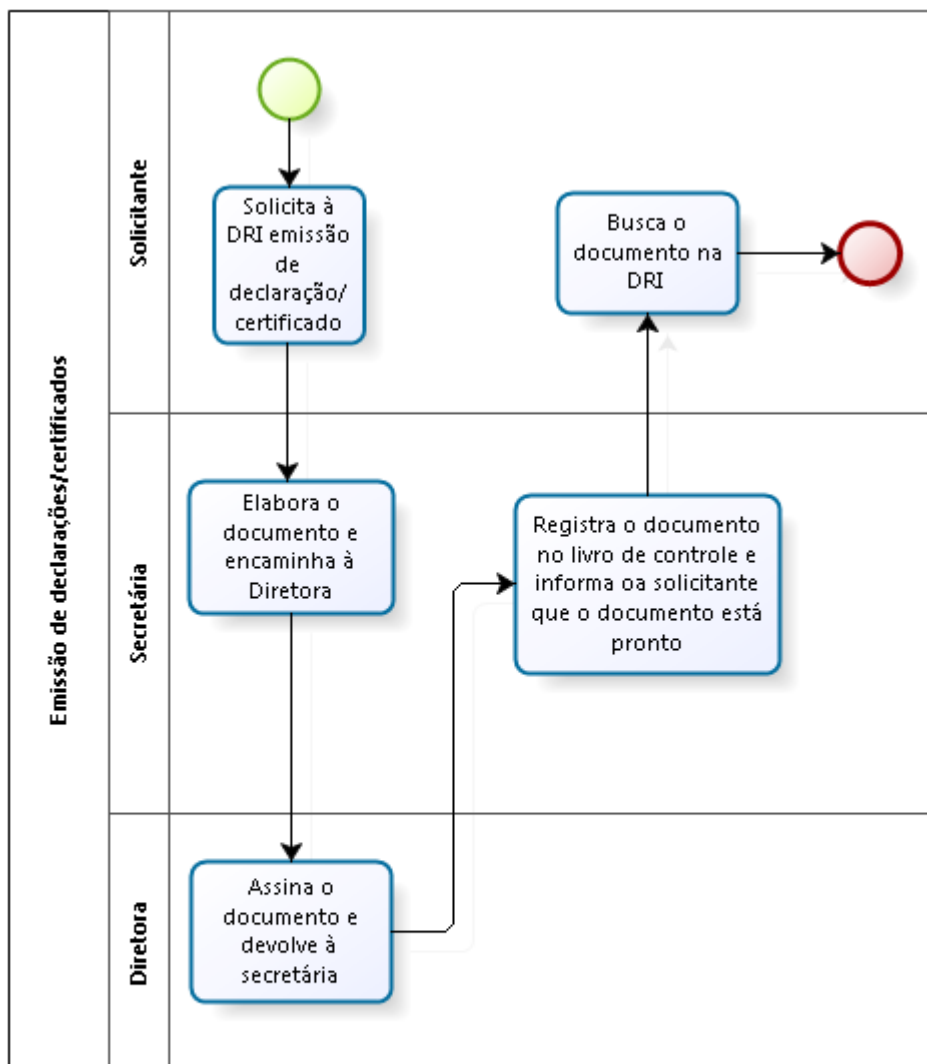 Emissão de declarações/certificados
Solicitante
Solicita à
DRI emissão
de
declaração/
certificado
Busca o
documento na
DRI
Secretária
Elabora o
documento e
encaminha à
Diretora
Registra o documento
no livro de controle e
informa oa solicitante
que o documento está
pronto
Diretora
Assina o
documento e
devolve à
secretária